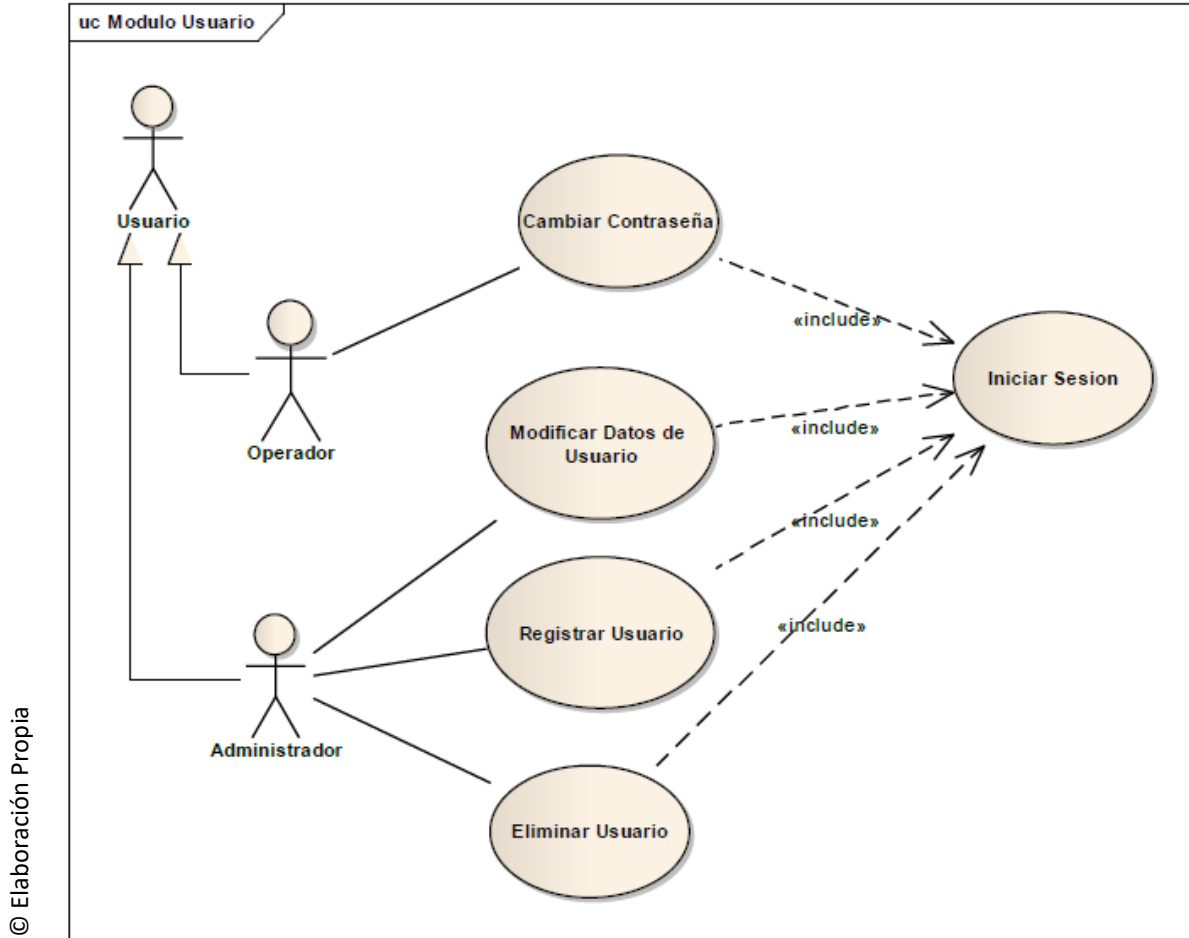 uc Modulo Usuario
Usuario
Cambiar Contraseña
«include»
Operador
Iniciar Sesion
Modificar Datos de
Usuario
«include»
«include»
Registrar Usuario
«include»
Administrador
Eliminar Usuario
© Elaboración Propia